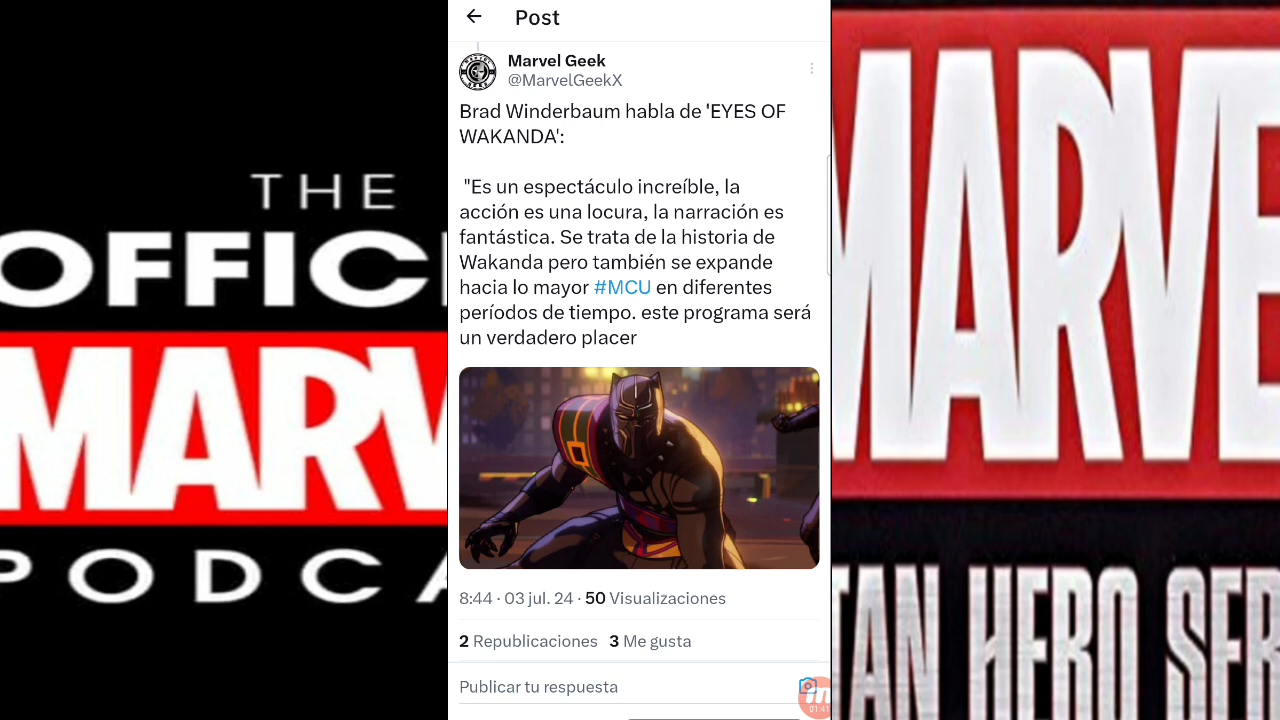 THE
OFFIC
MARV
PODCA
Post
Marvel Geek
@MarvelGeekX
Brad Winderbaum habla de 'EYES OF
WAKANDA':
"Es un espectáculo increíble, la
acción es una locura, la narración es
fantástica. Se trata de la historia de
Wakanda pero también se expande
hacia lo mayor #MCU en diferentes
períodos de tiempo. este programa será
un verdadero placer
8:44 · 03 jul. 24 · 50 Visualizaciones
2 Republicaciones 3 Me gusta
Publicar tu respuesta
01:41
MARVE
TAN HERO SER